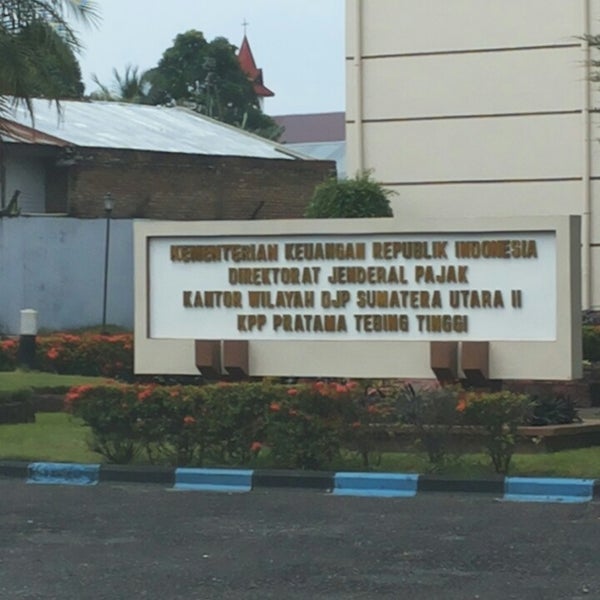 KEMENTERIAN KEUANGAN REPUBLIK INDONESIA
DIREKTORAT JENDERAL PAJAK
KANTOR WILAYAH DJP SUMATERA UTARA II
KPP PRATAMA TEBING TINGGI